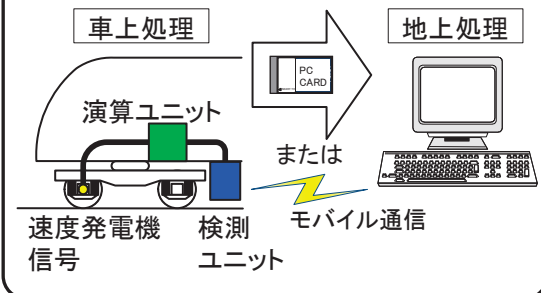 車上処理
地上処理
PC
CARD
演算ユニット
または
モバイル通信
速度発電機
信号
検測
ユニット